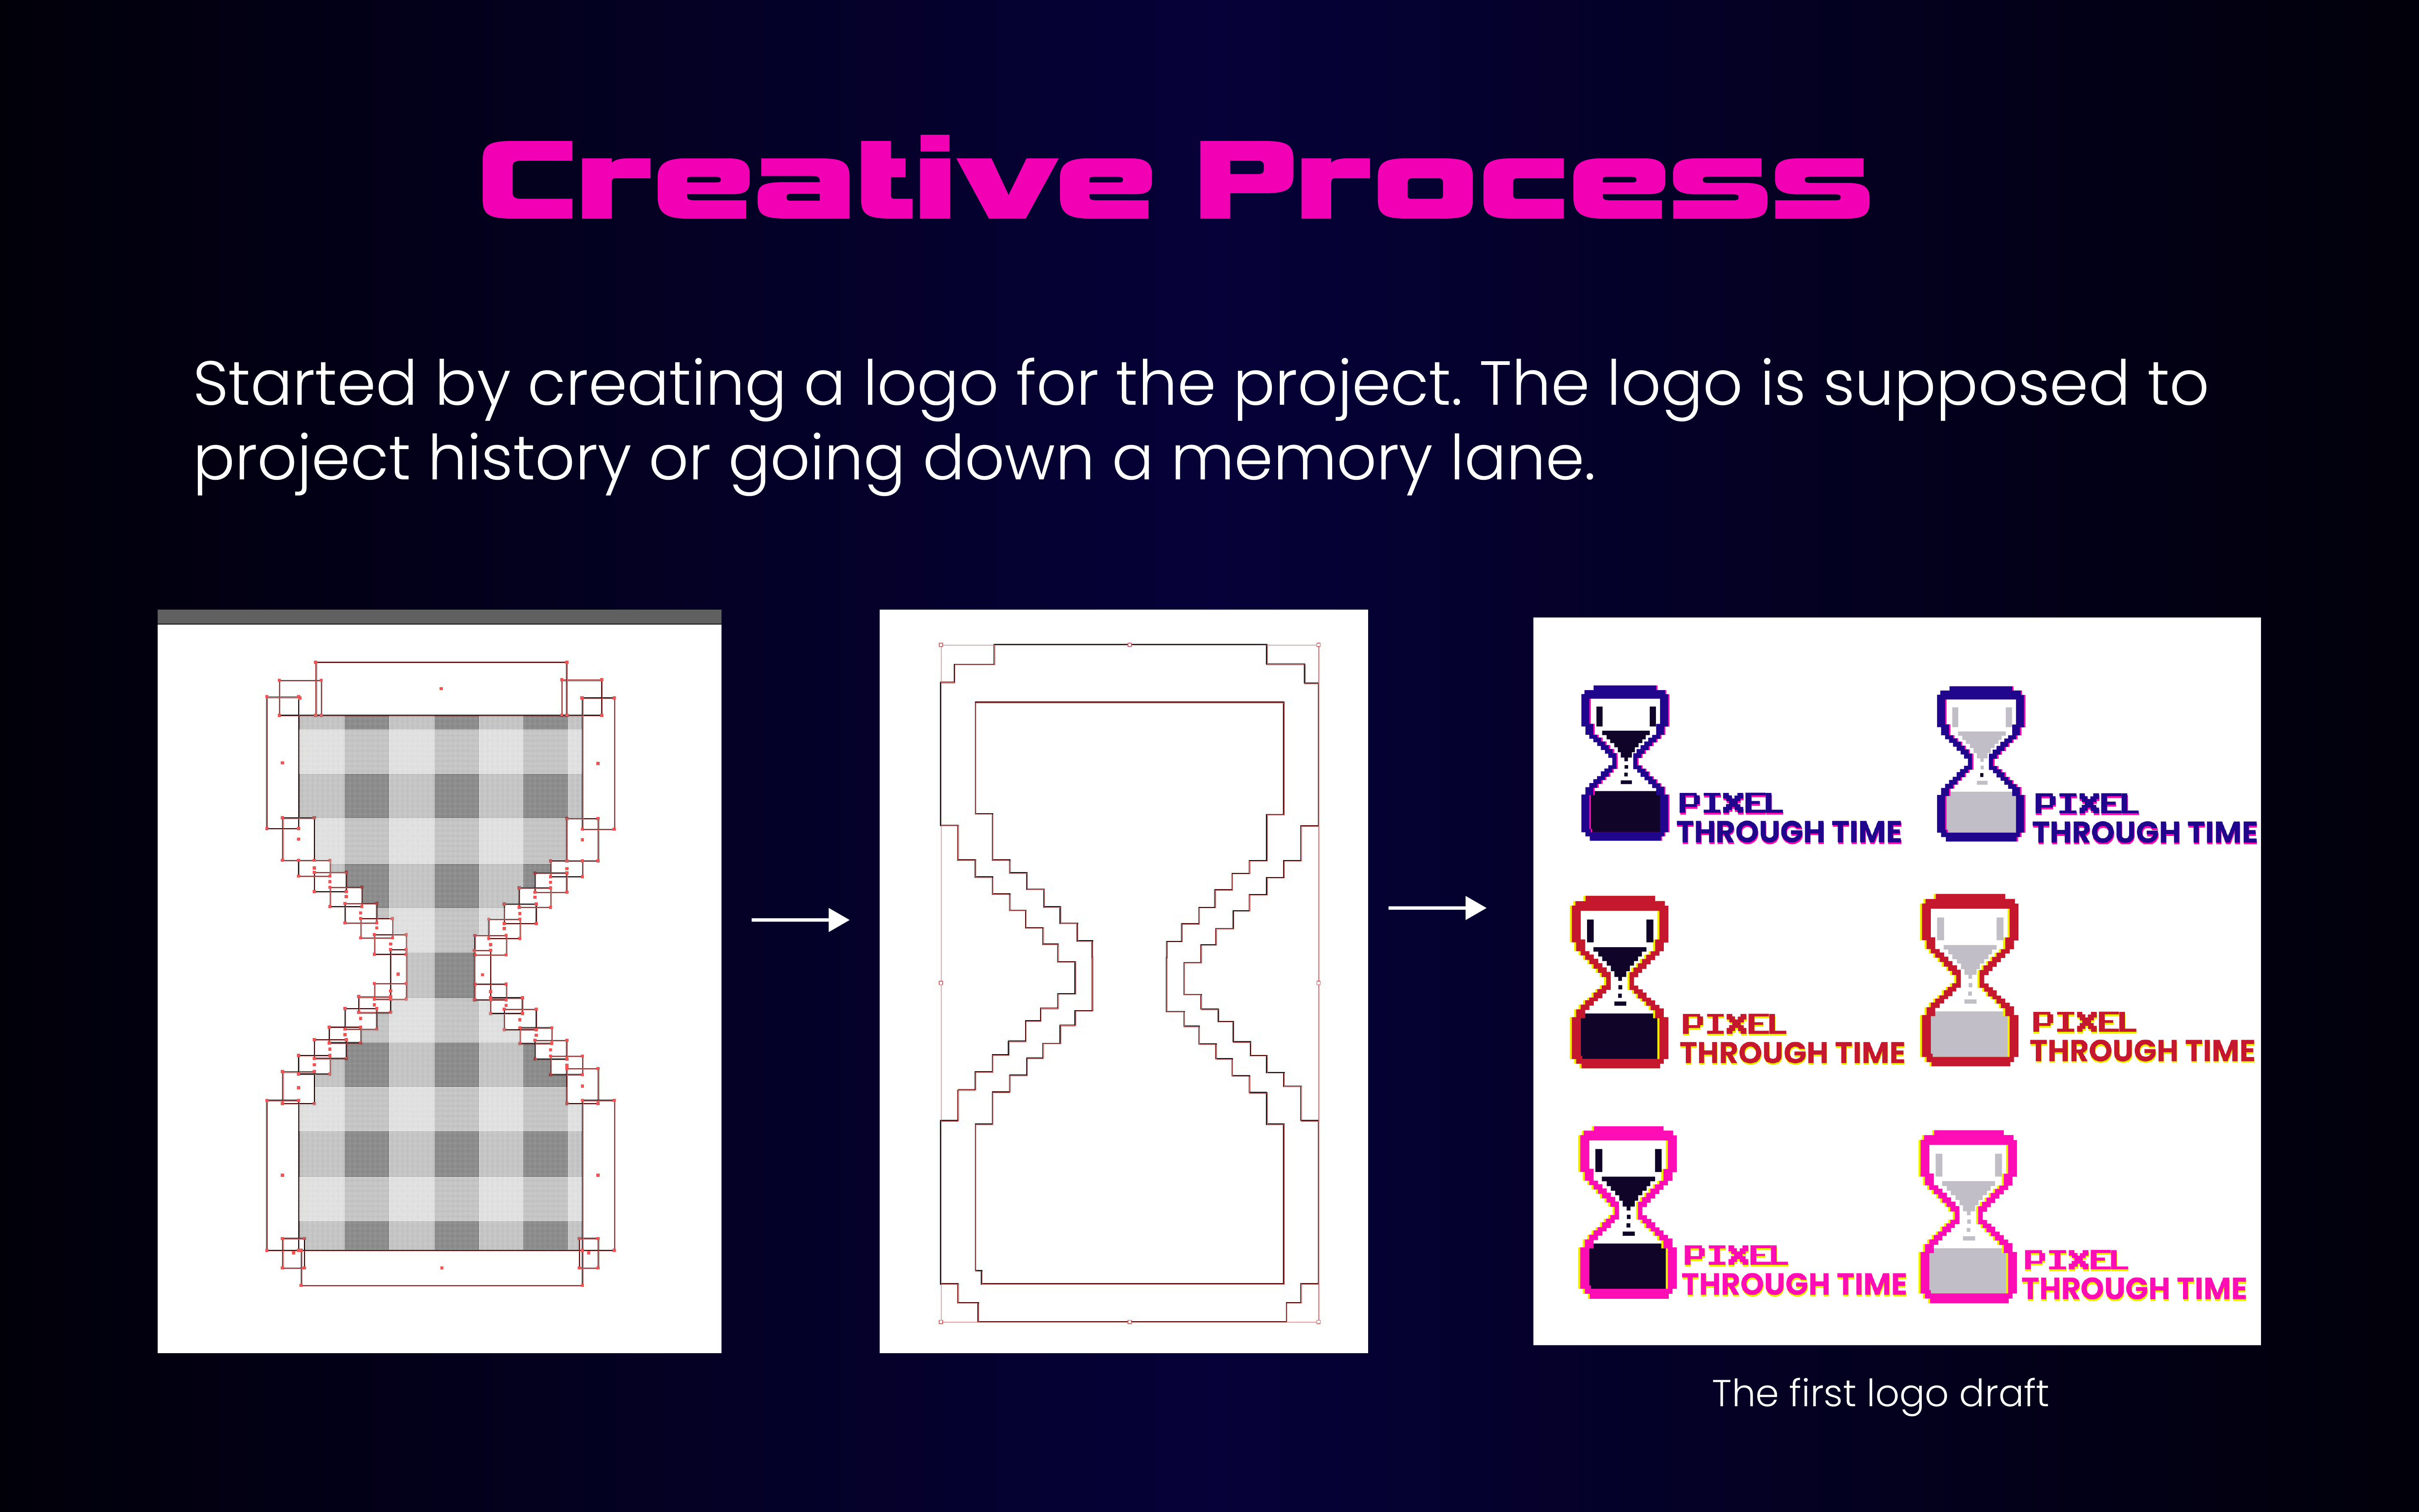 Creative Process
Started by creating a logo for the project. The logo is supposed to
project history or going down a memory lane.
PIXEL
THROUGH TIME
PIXEL
THROUGH TIME
PIXEL
THROUGH TIME
PIXEL
THROUGH TIME
PIXEL
THROUGH TIME
PIXEL
THROUGH TIME
The first logo draft